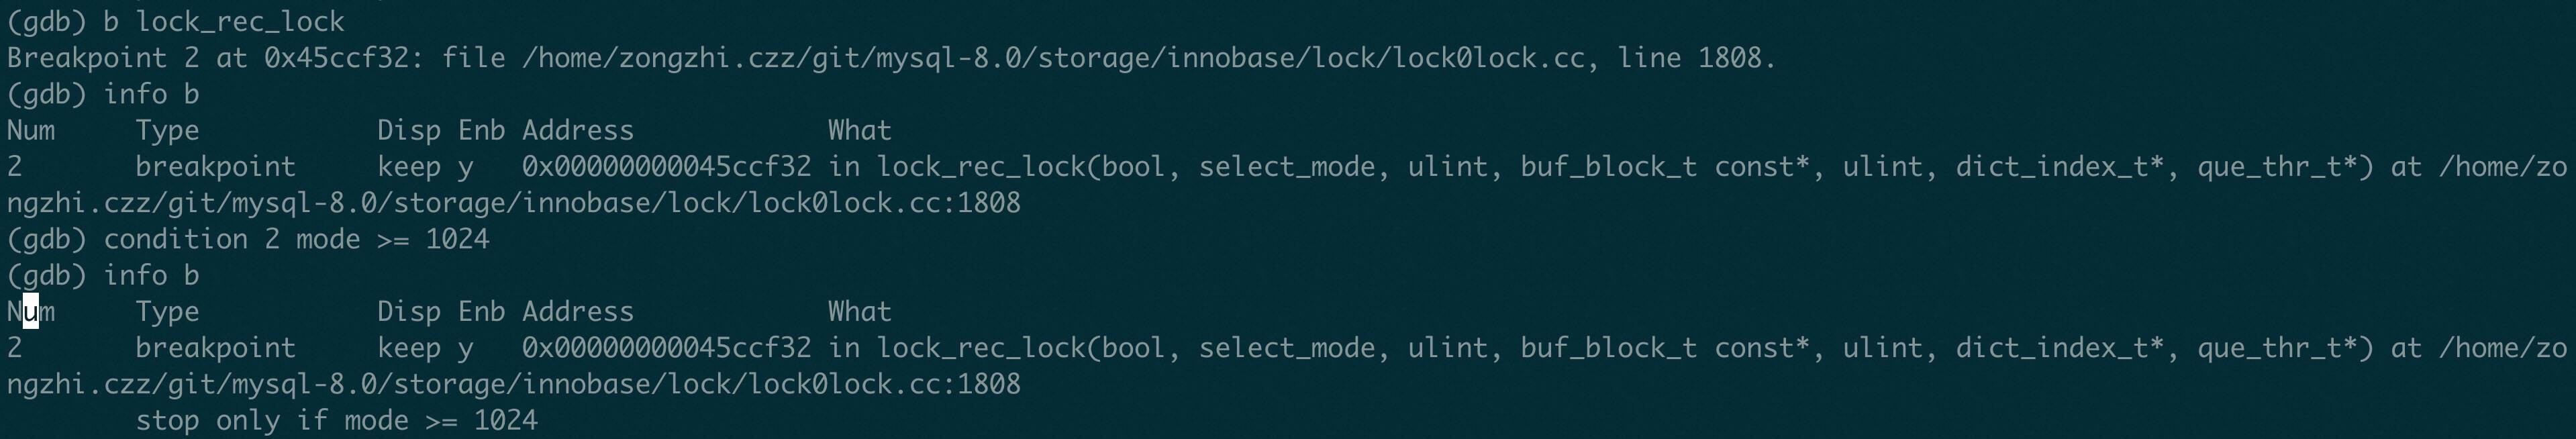 (gdb) b lock_rec_lock
Breakpoint 2 at 0x45ccf32: file /home/zongzhi.czz/git/mysql-8.0/storage/innobase/lock/lock0lock.cc, line 1808.
(gdb) info b
Num     Type           Disp Enb Address            What
2       breakpoint     keep y   0x00000000045ccf32 in lock_rec_lock(bool, select_mode, ulint, buf_block_t const*, ulint, dict_index_t*, que_thr_t*) at /home/zo
ngzhi.czz/git/mysql-8.0/storage/innobase/lock/lock0lock.cc:1808
(gdb) condition 2 mode >= 1024
(gdb) info b
Num     Type           Disp Enb Address            What
2       breakpoint     keep y   0x00000000045ccf32 in lock_rec_lock(bool, select_mode, ulint, buf_block_t const*, ulint, dict_index_t*, que_thr_t*) at /home/zo
ngzhi.czz/git/mysql-8.0/storage/innobase/lock/lock0lock.cc:1808
        stop only if mode >= 1024